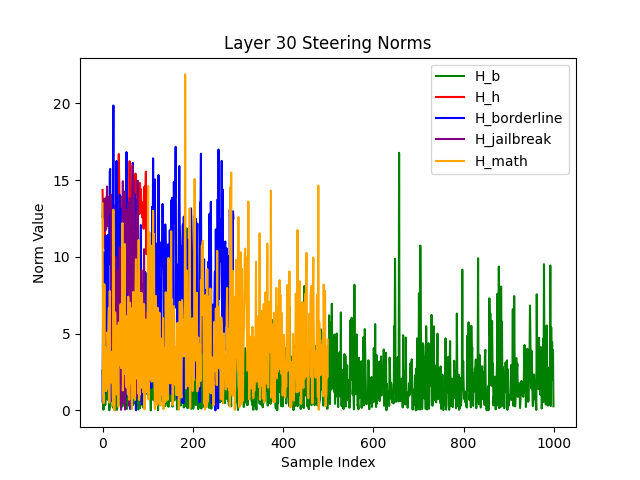 Layer 30 Steering Norms
H_b
H_h
H_borderline
H_jailbreak
H_math
Norm Value
20
15
10
5
0
0
200
400
600
800
1000
Sample Index